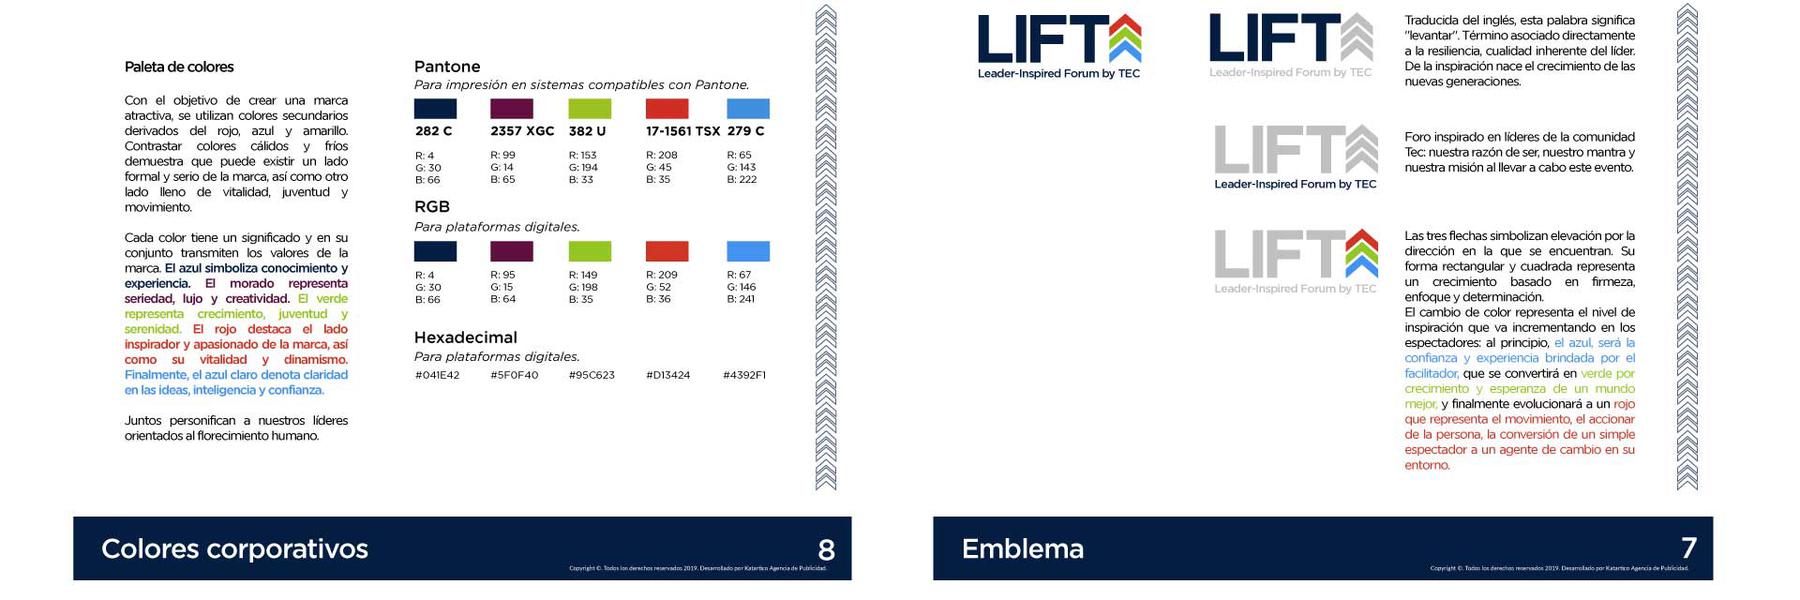 Paleta de colores
Con el objetivo de crear una marca
atractiva, se utilizan colores secundarios
derivados del rojo, azul y amarillo.
Contrastar colores cálidos y fríos
demuestra que puede existir un lado
formal y serio de la marca, así como otro
lado lleno de vitalidad, juventud y
movimiento.
Cada color tiene un significado y en su
conjunto transmiten los valores de la
marca. El azul simboliza conocimiento y
experiencia. El morado representa
seriedad, lujo y creatividad. El verde
representa crecimiento, juventud y
serenidad. El rojo destaca el lado
inspirador y apasionado de la marca, así
como su vitalidad y dinamismo.
Finalmente, el azul claro denota claridad
en las ideas, inteligencia y confianza.
Juntos personifican a nuestros líderes
orientados al florecimiento humano.
Pantone
Para impresión en sistemas compatibles con Pantone.
282 C 2357 XGC 382 U 17-1561 TSX 279 C
R: 4 R: 99 R: 153 R: 208 R: 65
G: 30 G: 14 G: 194 G: 45 G: 143
B: 66 B: 65 B: 33 B: 35 B: 222
RGB
Para plataformas digitales.
R: 4 R: 95 R: 149 R: 209 R: 67
G: 30 G: 15 G: 198 G: 52 G: 146
B: 66 B: 64 B: 35 B: 36 B: 241
Hexadecimal
Para plataformas digitales.
#041E42 #5F0F40 #95C623 #D13424 #4392F1
Colores corporativos 8
Copyright ©. Todos los derechos reservados 2019. Desarrollado por Katartico Agencia de Publicidad.
LIFT
Leader-Inspired Forum by TEC
LIFT
Leader-Inspired Forum by TEC
Traducida del inglés, esta palabra significa
"levantar". Término asociado directamente
a la resiliencia, cualidad inherente del líder.
De la inspiración nace el crecimiento de las
nuevas generaciones.
LIFT
Leader-Inspired Forum by TEC
Foro inspirado en líderes de la comunidad
Tec: nuestra razón de ser, nuestro mantra y
nuestra misión al llevar a cabo este evento.
LIFT
Leader-Inspired Forum by TEC
Las tres flechas simbolizan elevación por la
dirección en la que se encuentran. Su
forma rectangular y cuadrada representa
un crecimiento basado en firmeza,
enfoque y determinación.
El cambio de color representa el nivel de
inspiración que va incrementando en los
espectadores: al principio, el azul, será la
confianza y experiencia brindada por el
facilitador, que se convertirá en verde por
crecimiento y esperanza de un mundo
mejor, y finalmente evolucionará a un rojo
que representa el movimiento, el accionar
de la persona, la conversión de un simple
espectador a un agente de cambio en su
entorno.
Emblema 7
Copyright ©. Todos los derechos reservados 2019. Desarrollado por Katartico Agencia de Publicidad.